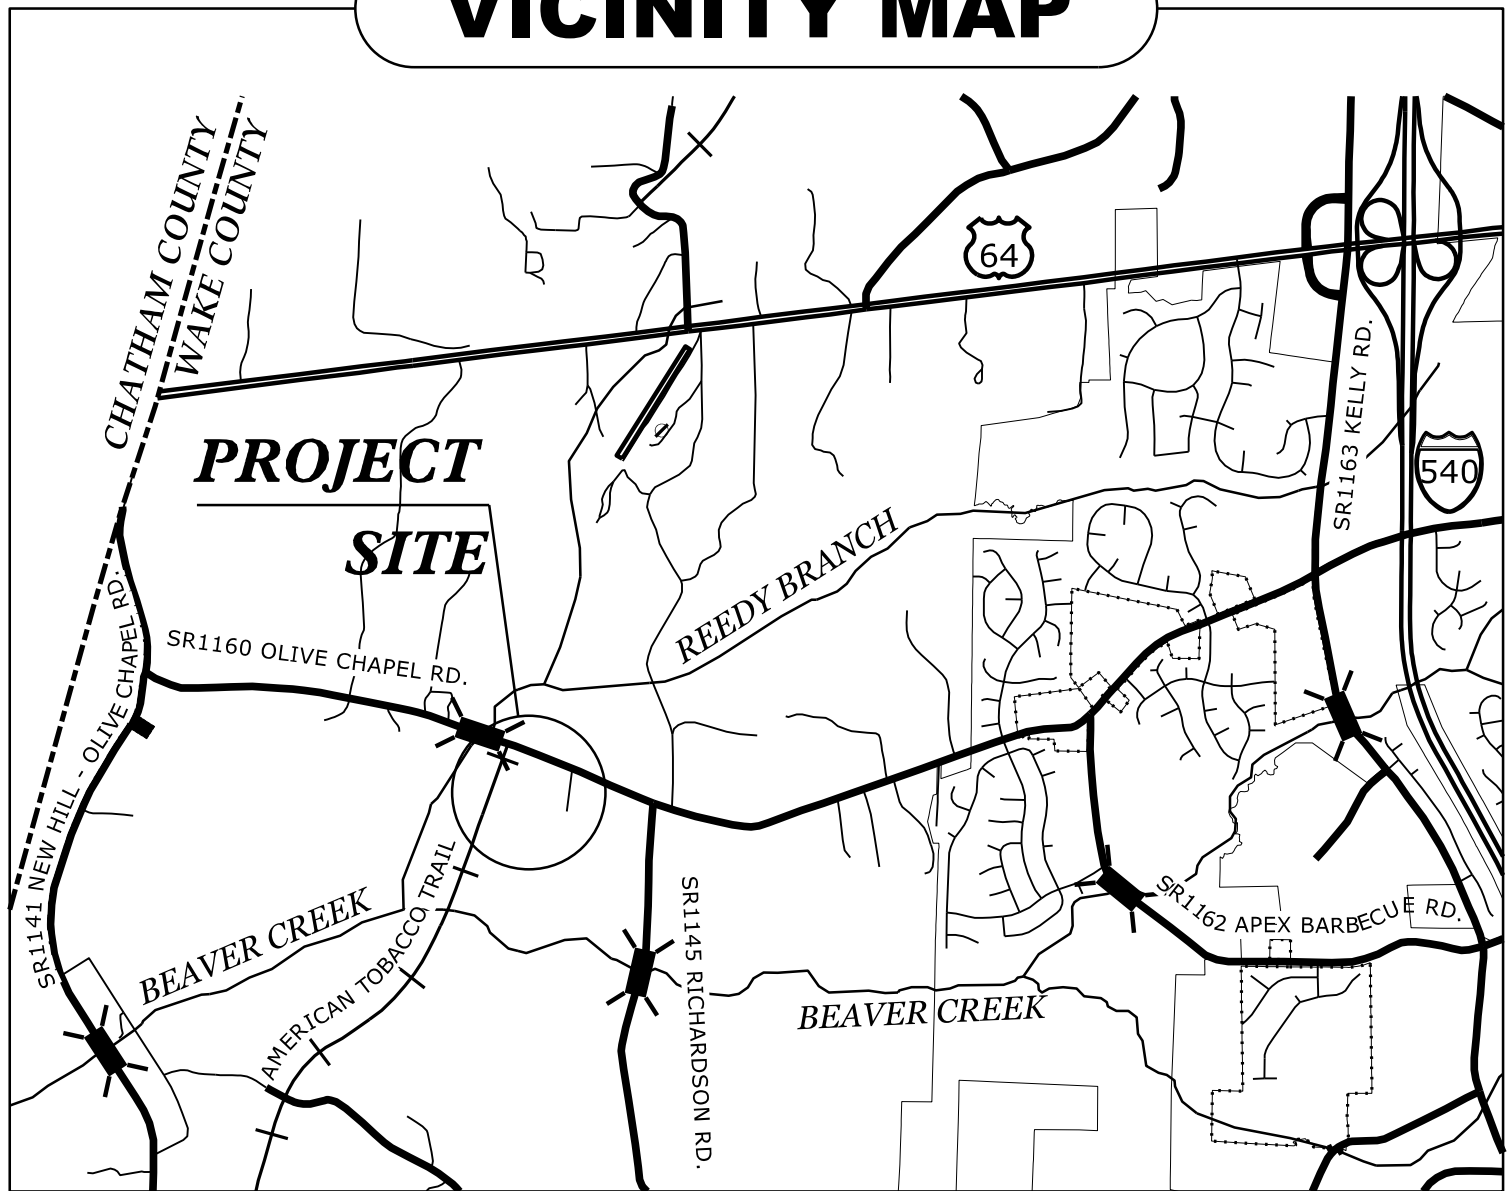 VICINITY MAP
CHATHAM COUNTY
WAKE COUNTY
64
SR1163 KELLY RD.
540
PROJECT
SITE
REEDY BRANCH
SR1160 OLIVE CHAPEL RD.
SR1141 NEW HILL - OLIVE CHAPEL RD.
BEAVER CREEK
AMERICAN TOBACCO TRAIL
SR1145 RICHARDSON RD.
SR1162 APEX BARBECUE RD.
BEAVER CREEK